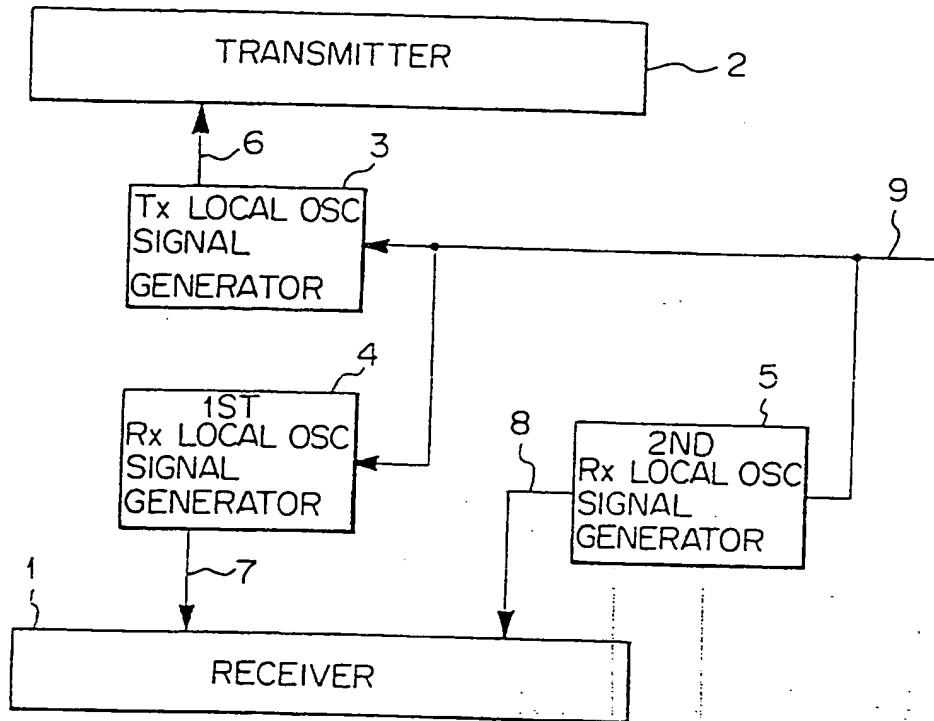 TRANSMITTER
2
6
3
Tx LOCAL OSC
SIGNAL
GENERATOR
9
4
1ST
Rx LOCAL OSC
SIGNAL
GENERATOR
8
5
2ND
Rx LOCAL OSC
SIGNAL
GENERATOR
7
1
RECEIVER